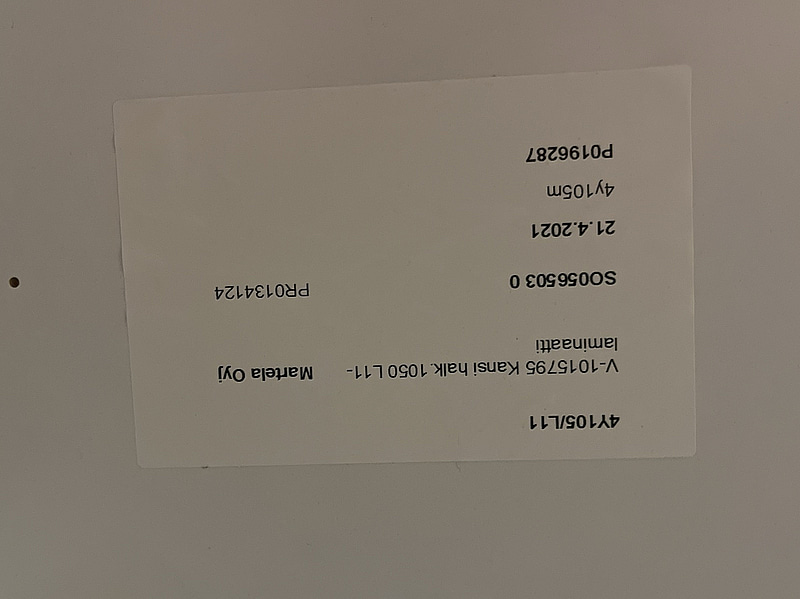 4Y105/L11
V-1015795 Kansi halk. 1050 L11- Martela Oyj
laminaatti
SO056503 0 PR0134124
21.4.2021
4y105m
P0196287